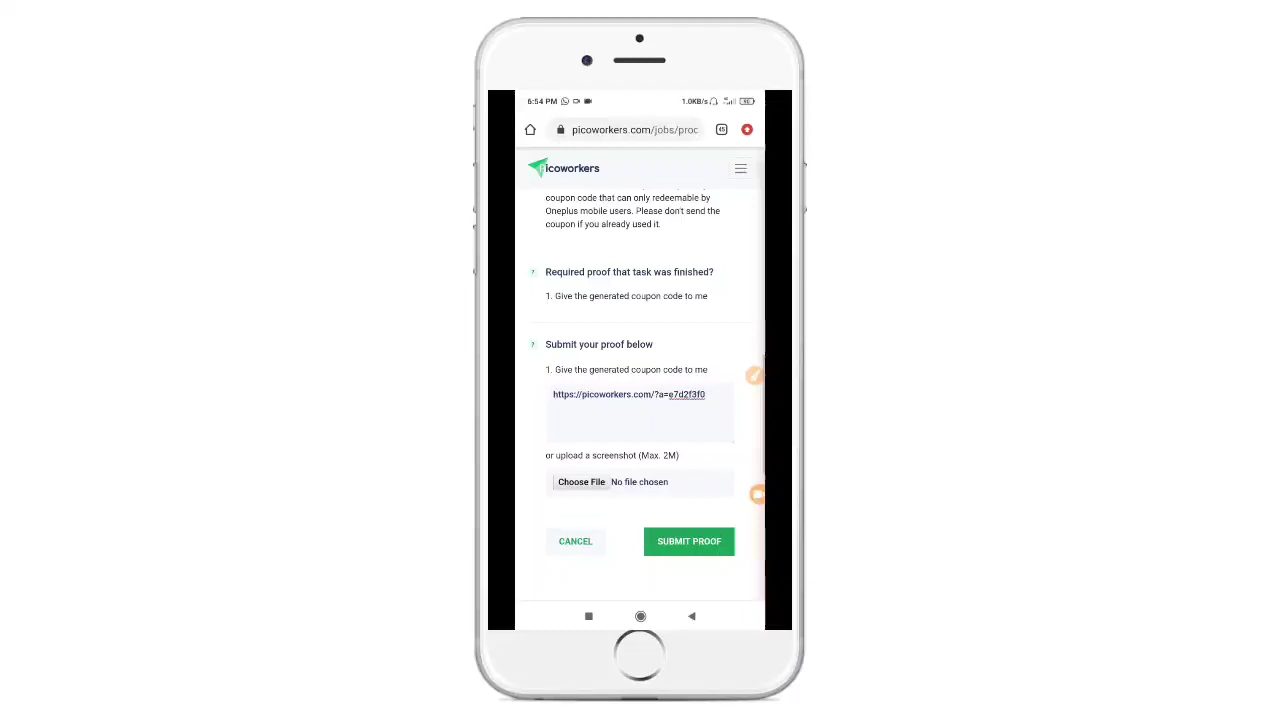 6:54 PM 1.0KB/s
picoworkers.com/jobs/proc 45
Picoworkers
coupon code that can only redeemable by
Oneplus mobile users. Please don't send the
coupon if you already used it.
? Required proof that task was finished?
1. Give the generated coupon code to me
? Submit your proof below
1. Give the generated coupon code to me
https://picoworkers.com/?a=e7d2f3f0
or upload a screenshot (Max. 2M)
Choose File No file chosen
CANCEL SUBMIT PROOF